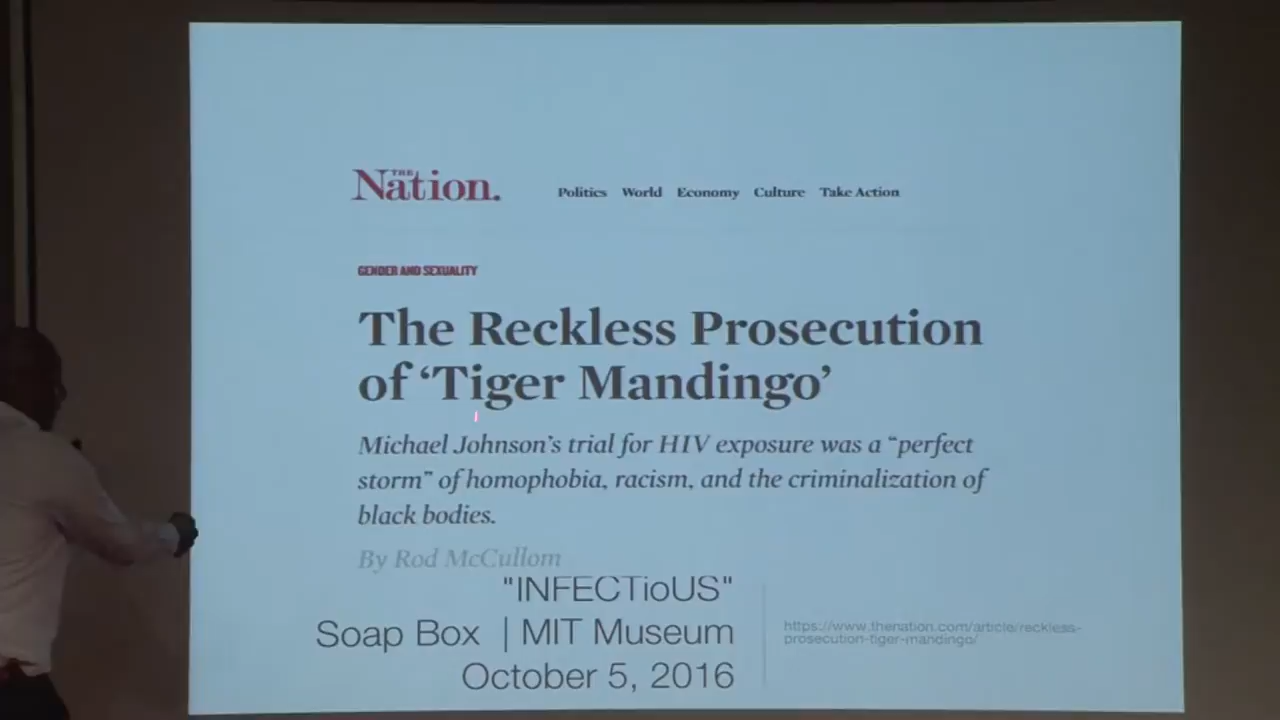 THE
Nation.
Politics World Economy Culture Take Action
GENDER AND SEXUALITY
The Reckless Prosecution
of ‘Tiger Mandingo’
Michael Johnson’s trial for HIV exposure was a “perfect
storm” of homophobia, racism, and the criminalization of
black bodies.
By Rod McCullom
"INFECTioUS"
Soap Box | MIT Museum
October 5, 2016
https://www.thenation.com/article/reckless-
prosecution-tiger-mandingo/